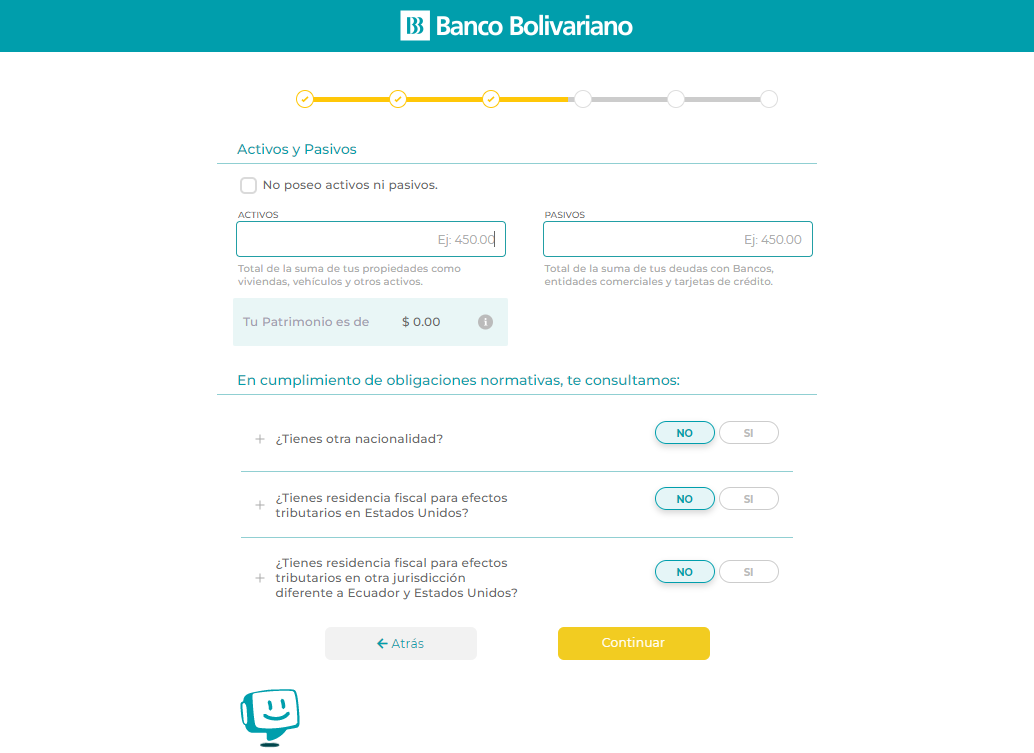 Banco Bolivariano
Activos y Pasivos
No poseo activos ni pasivos.
ACTIVOS
PASIVOS
Ej: 450.00
Ej: 450.00
Total de la suma de tus propiedades como
viviendas, vehículos y otros activos.
Total de la suma de tus deudas con Bancos,
entidades comerciales y tarjetas de crédito.
Tu Patrimonio es de $ 0.00
En cumplimiento de obligaciones normativas, te consultamos:
¿Tienes otra nacionalidad?
NO SI
¿Tienes residencia fiscal para efectos
tributarios en Estados Unidos?
NO SI
¿Tienes residencia fiscal para efectos
tributarios en otra jurisdicción
diferente a Ecuador y Estados Unidos?
NO SI
← Atrás
Continuar